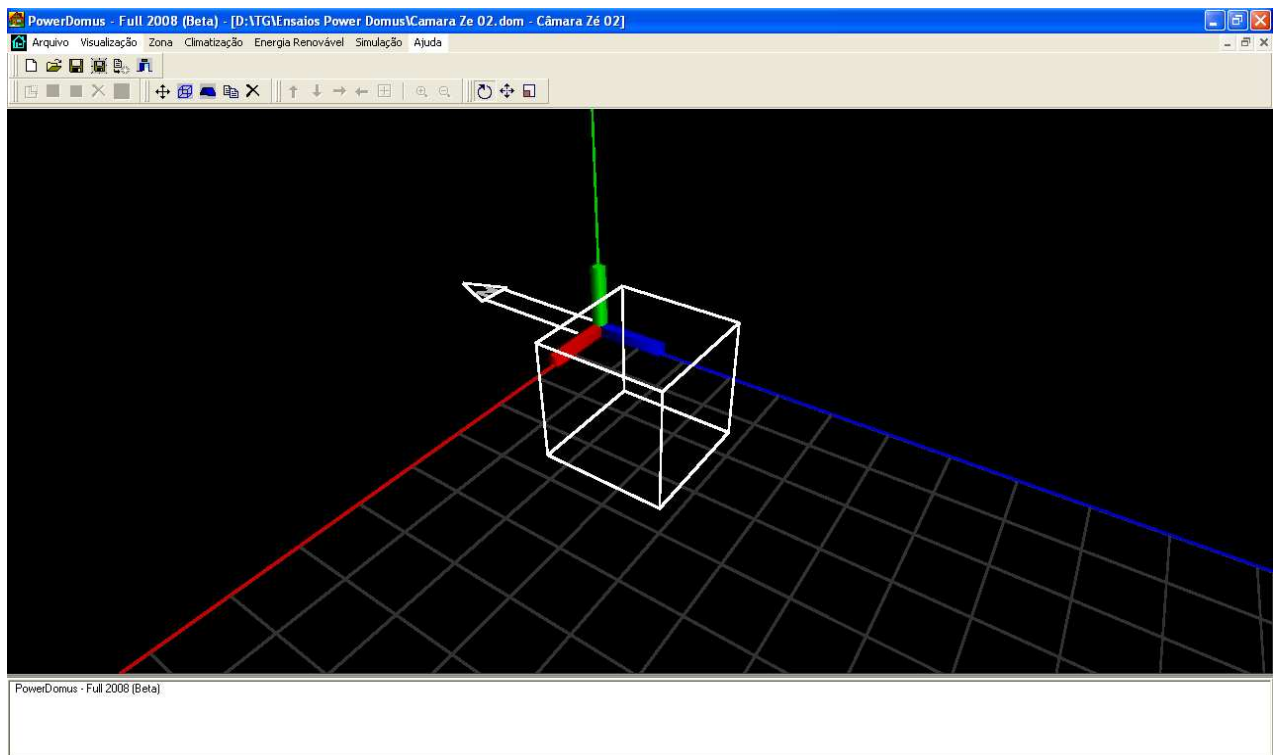 PowerDomus - Full 2008 (Beta) - [D:\TG\Ensaios Power Domus\Camara Ze 02.dom - Câmara Zé 02]
Arquivo Visualização Zona Climatização Energia Renovável Simulação Ajuda
N
PowerDomus - Full 2008 (Beta)